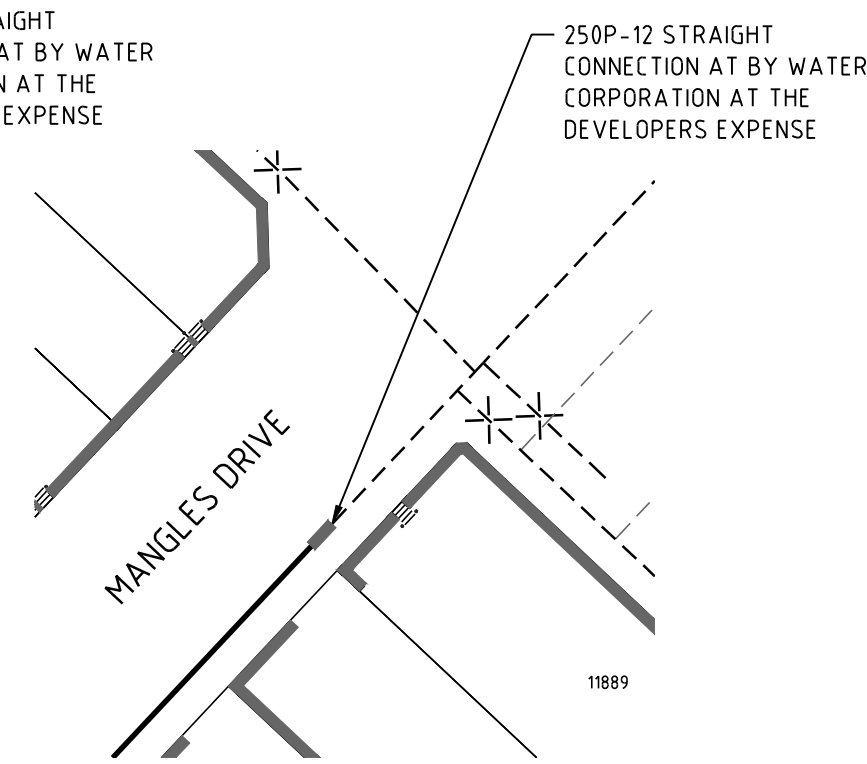 AT BY WATER
AT THE
EXPENSE
250P-12 STRAIGHT
CONNECTION AT BY WATER
CORPORATION AT THE
DEVELOPERS EXPENSE
MANGLES DRIVE
11889